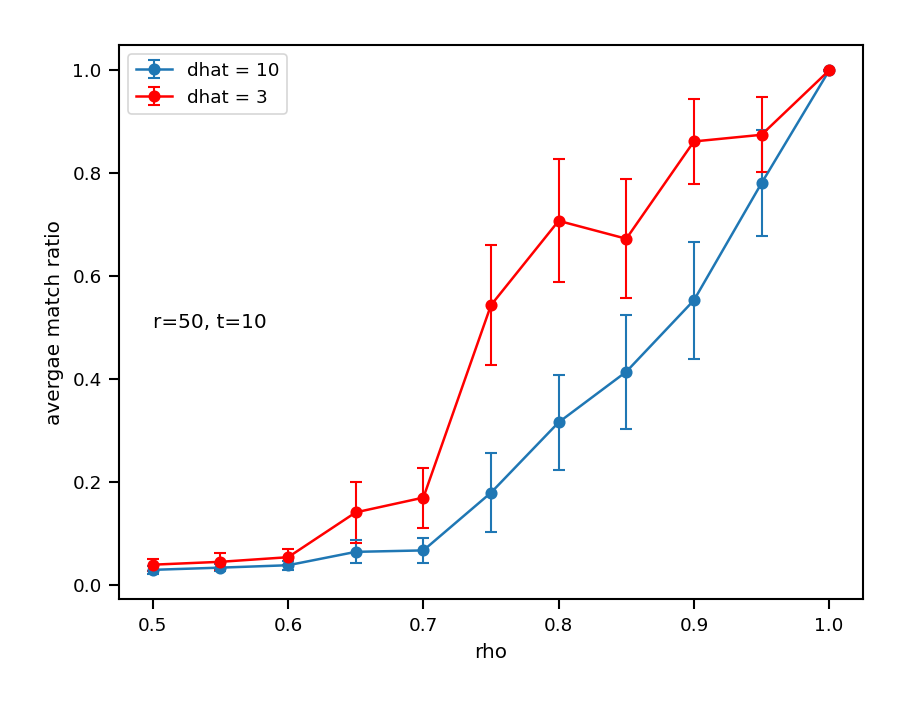 dhat = 10
dhat = 3
1.0
0.8
0.6
0.4
0.2
0.0
avergae match ratio
r=50, t=10
0.5 0.6 0.7 0.8 0.9 1.0
rho